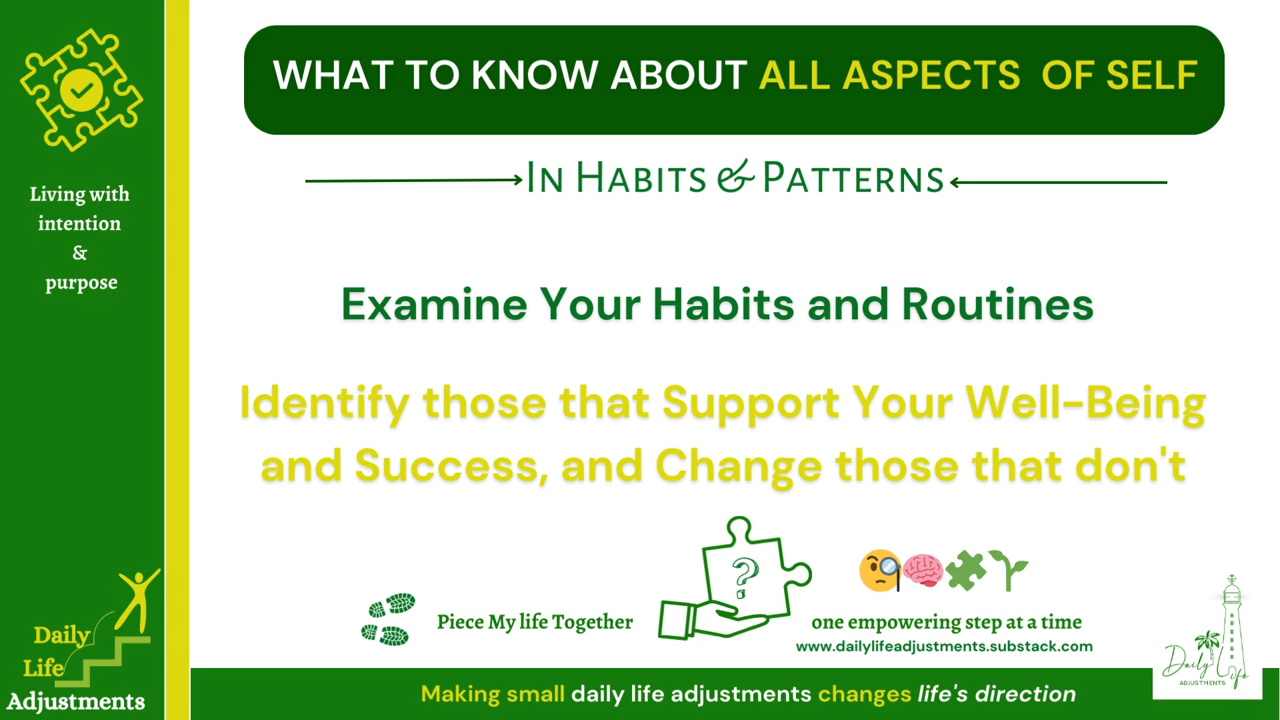 WHAT TO KNOW ABOUT ALL ASPECTS OF SELF
In Habits & Patterns
Living with
intention
&
purpose
Examine Your Habits and Routines
Identify those that Support Your Well-Being
and Success, and Change those that don't
?
Piece My life Together
one empowering step at a time
www.dailylifeadjustments.substack.com
Daily
Life
Adjustments
Making small daily life adjustments changes life's direction
Daily Life
ADJUSTMENTS